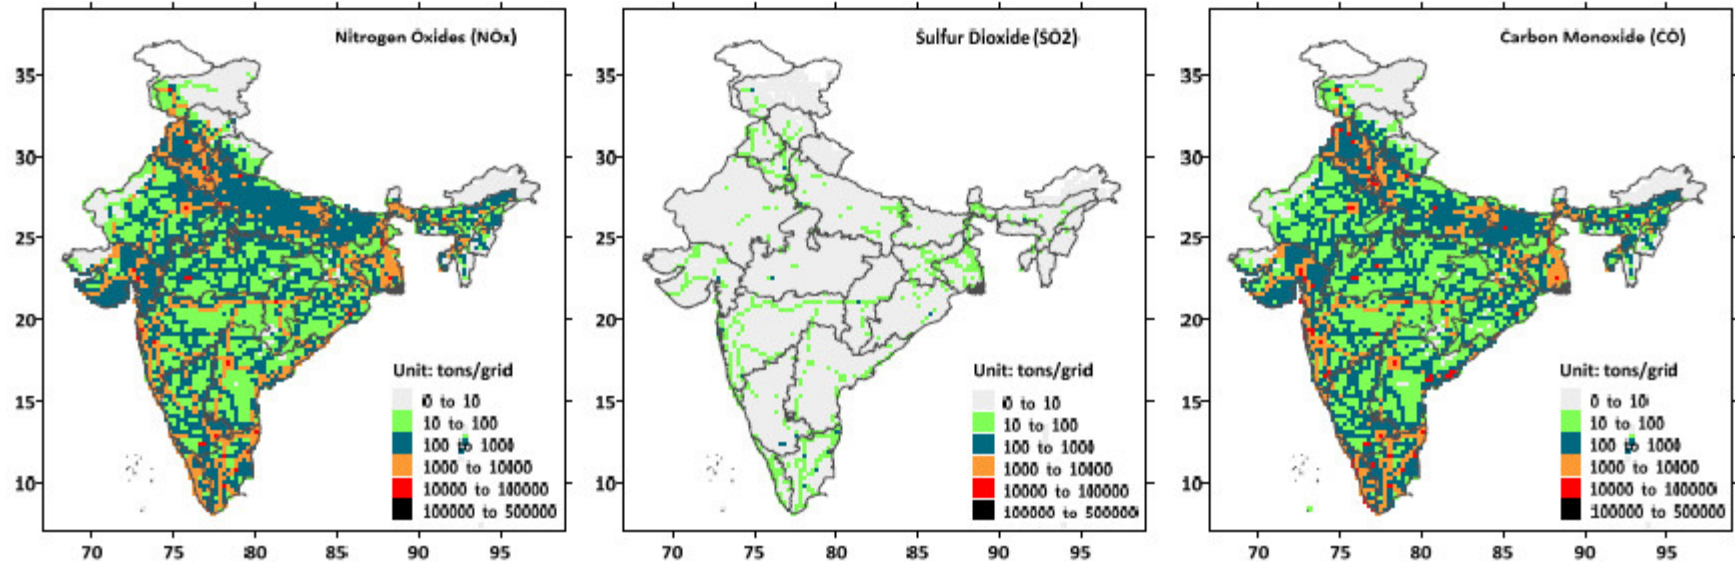 Nitrogen Oxides (NOx)
35
30
25
20
15
10
70 75 80 85 90 95
Unit: tons/grid
0 to 10
10 to 100
100 to 1000
1000 to 10000
10000 to 100000
100000 to 500000
Sulfur Dioxide (SO2)
35
30
25
20
15
10
70 75 80 85 90 95
Unit: tons/grid
0 to 10
10 to 100
100 to 1000
1000 to 10000
10000 to 100000
100000 to 500000
Carbon Monoxide (CO)
35
30
25
20
15
10
70 75 80 85 90 95
Unit: tons/grid
0 to 10
10 to 100
100 to 1000
1000 to 10000
10000 to 100000
100000 to 500000